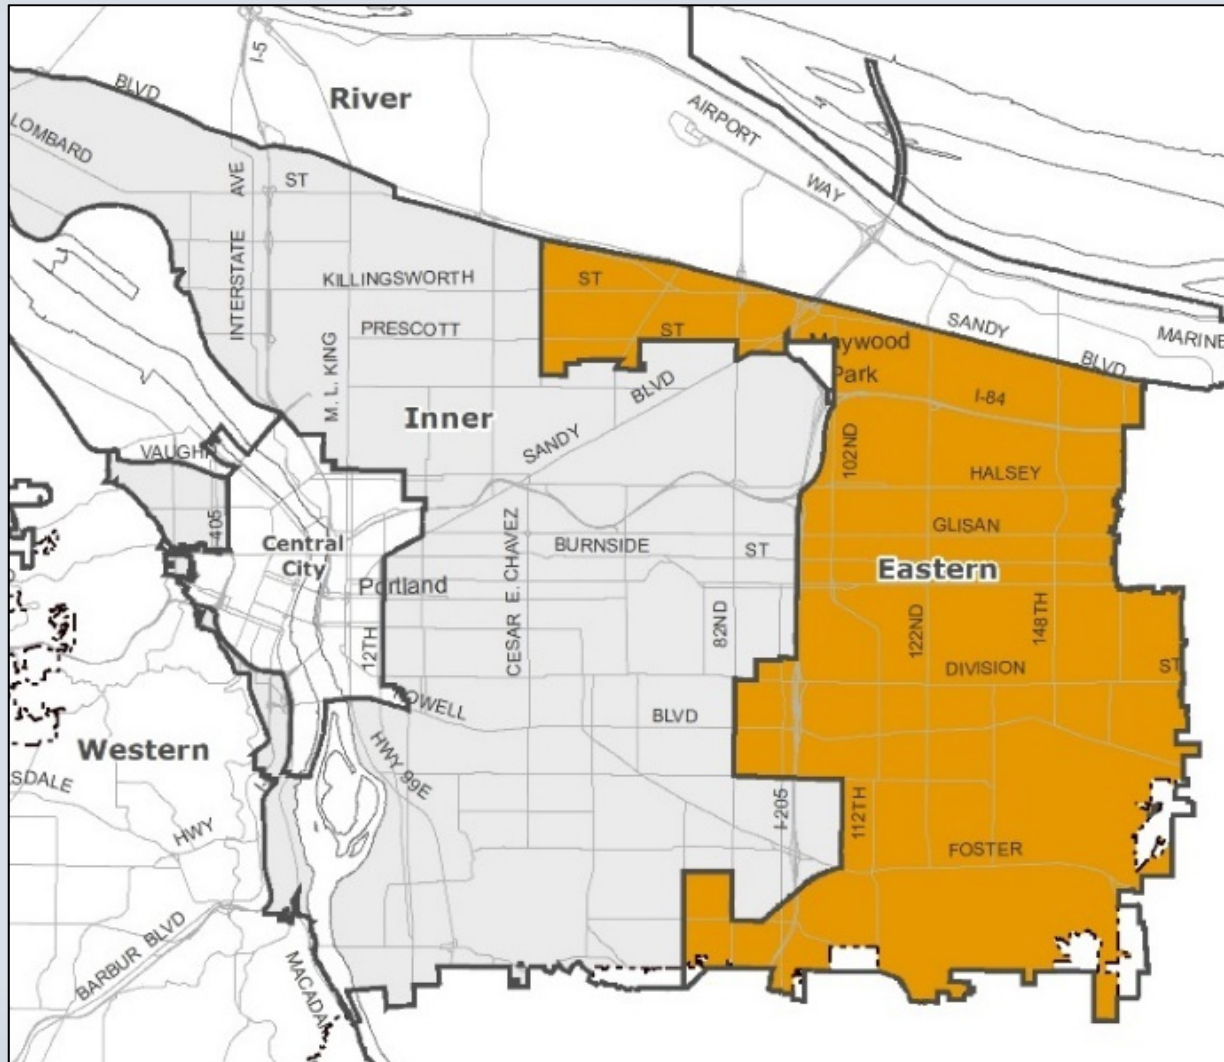 I-5
BLVD
River
AIRPORT
LOMBARD
AVE
ST
WAY
INTERSTATE
KILLINGSWORTH
ST
PRESCOTT
ST
SANDY
MARINE
Maywood
Park
BLVD
M. L. KING
BLVD
I-84
Inner
SANDY
VAUGHN
102ND
HALSEY
405
CESAR E. CHAVEZ
GLISAN
Central
City
BURNSIDE
ST
Eastern
Portland
12TH
82ND
122ND
148TH
DIVISION
ST
POWELL
BLVD
Western
HWY 99E
SDALE
HWY
I-205
112TH
FOSTER
BARBUR BLVD
MACADA